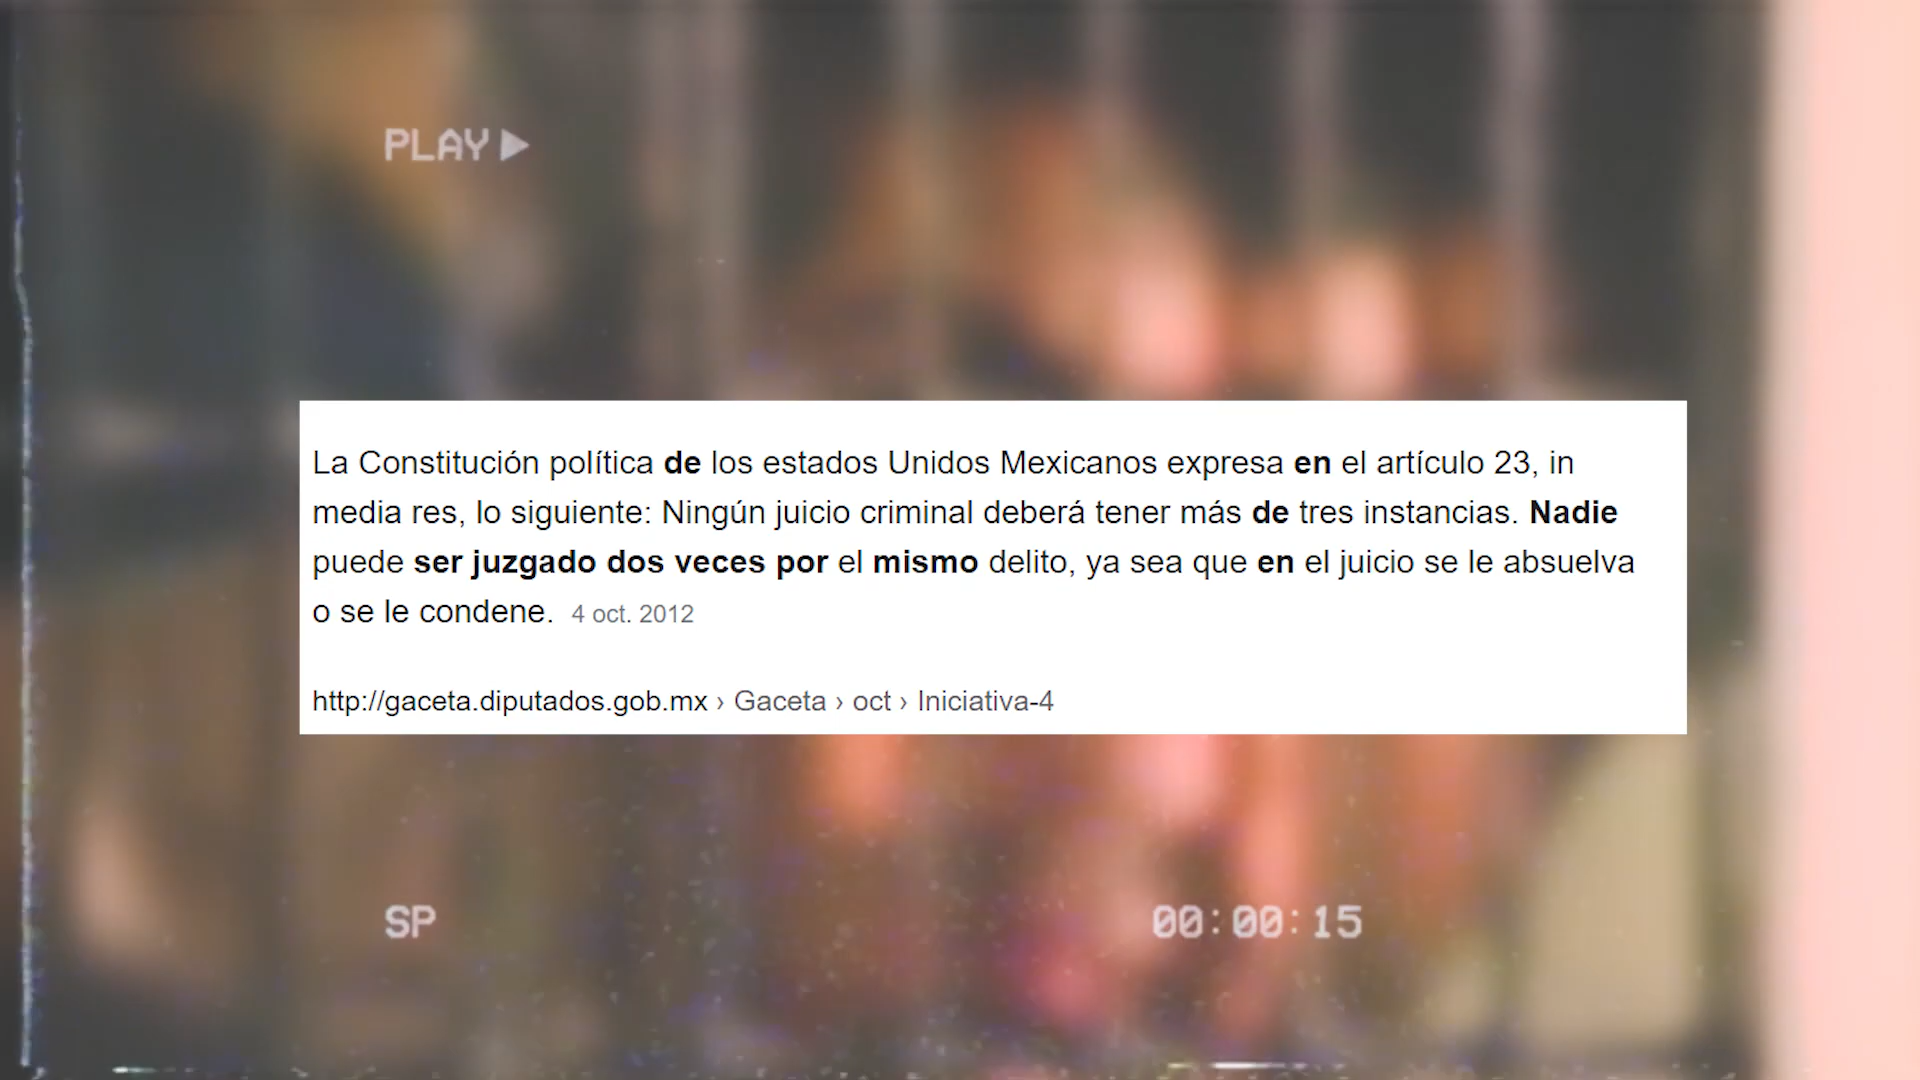 PLAY
La Constitución política de los estados Unidos Mexicanos expresa en el artículo 23, in
media res, lo siguiente: Ningún juicio criminal deberá tener más de tres instancias. Nadie
puede ser juzgado dos veces por el mismo delito, ya sea que en el juicio se le absuelva
o se le condene. 4 oct. 2012
http://gaceta.diputados.gob.mx › Gaceta › oct › Iniciativa-4
SP
00:00:15